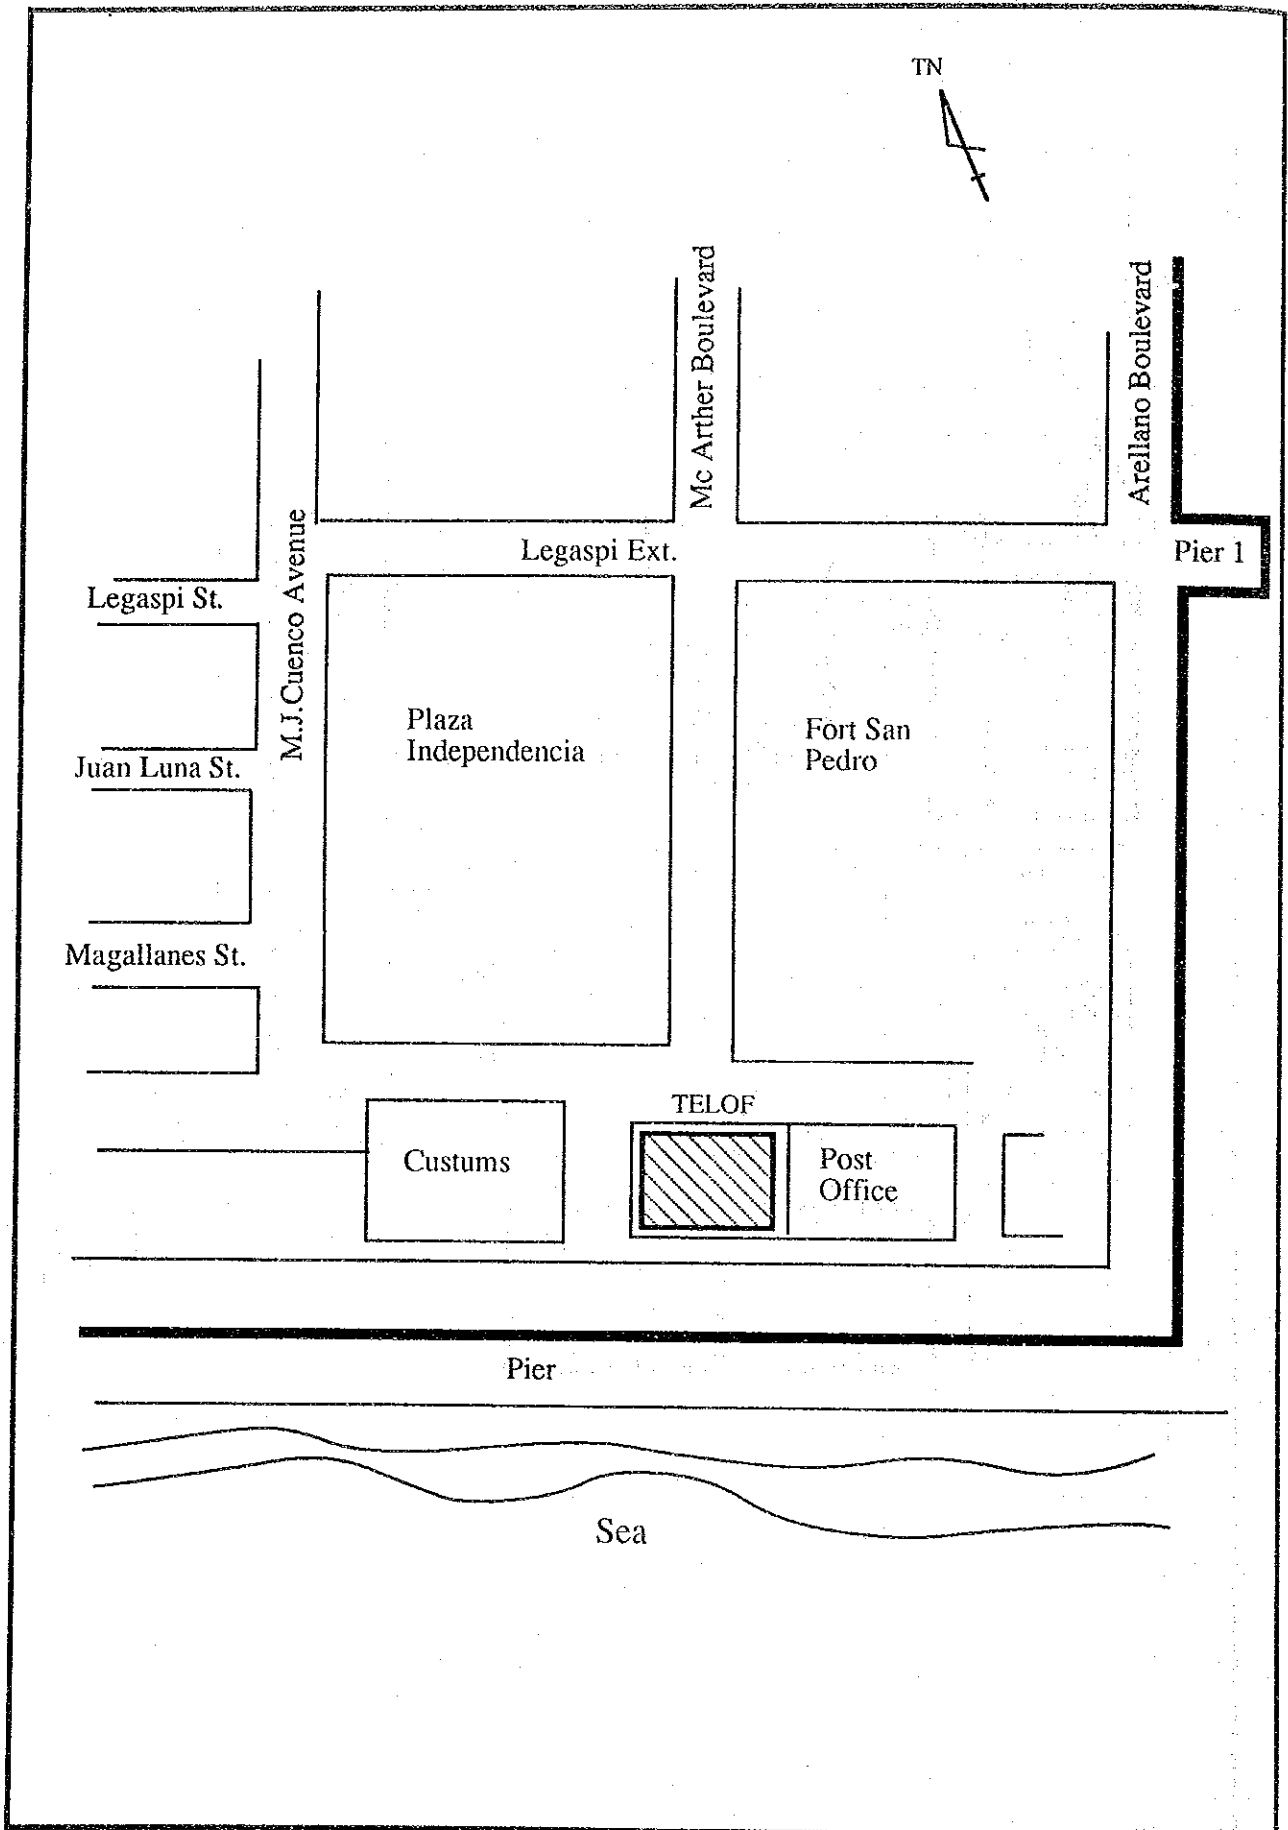 TN
Mc Arther Boulevard
Arellano Boulevard
M.J.Cuenco Avenue
Legaspi Ext.
Pier 1
Legaspi St.
Plaza
Independencia
Fort San
Pedro
Juan Luna St.
Magallanes St.
TELOF
Custums
Post
Office
Pier
Sea